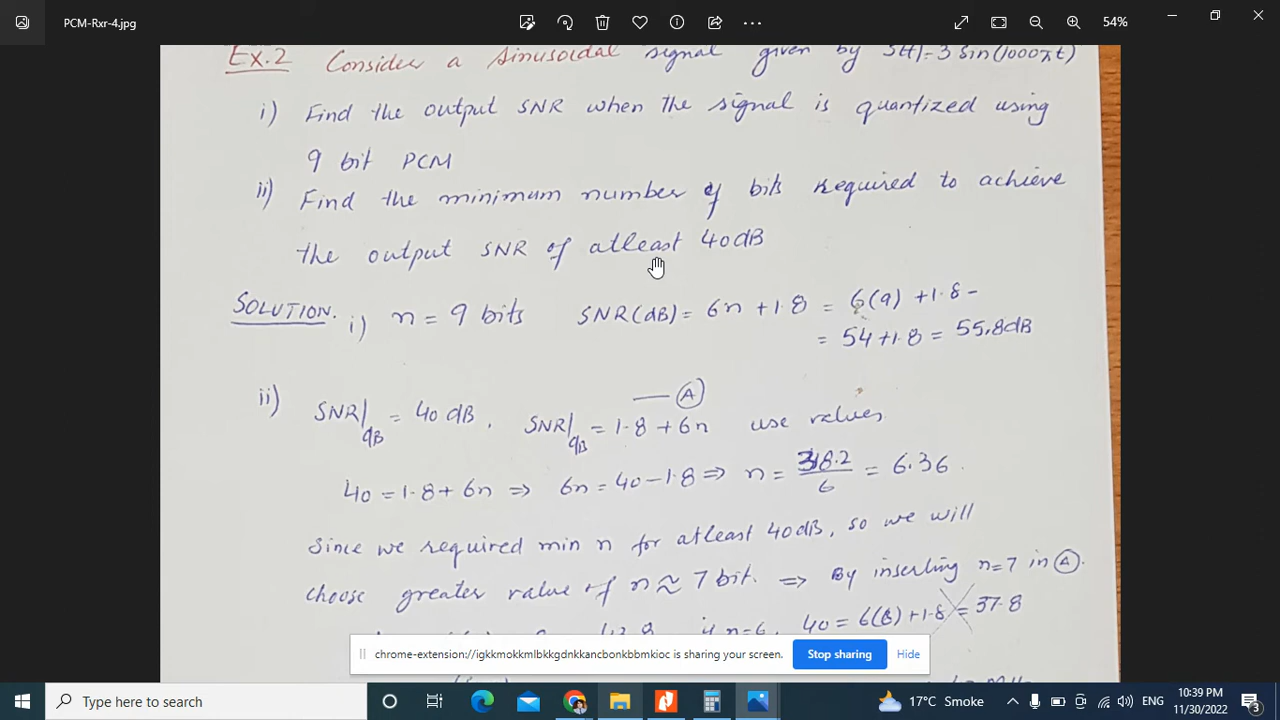 PCM-Rxr-4.jpg
54%
Ex.2 Consider a sinusoidal signal given by S(t)=3 Sin(1000πt)
i) Find the output SNR when the signal is quantized using
9 bit PCM
ii) Find the minimum number of bits required to achieve
the output SNR of atleast 40dB
SOLUTION. i) n = 9 bits SNR(dB) = 6n + 1.8 = 6(9) + 1.8 -
= 54 + 1.8 = 55.8dB
ii) SNR|dB = 40 dB, SNR|dB = 1.8 + 6n — A use values
40 = 1.8 + 6n ⇒ 6n = 40 - 1.8 ⇒ n = 38.2/6 = 6.36.
Since we required min n for atleast 40dB, so we will
choose greater value of n ≈ 7 bit. ⇒ By inserting n=7 in A.
if n=6, 40 = 6(6) + 1.8 = 37.8
chrome-extension://igkkmokkmlbkkgdnkkancbonkbbmkioc is sharing your screen.
Stop sharing
Hide
Type here to search
17°C Smoke
ENG
10:39 PM
11/30/2022
3